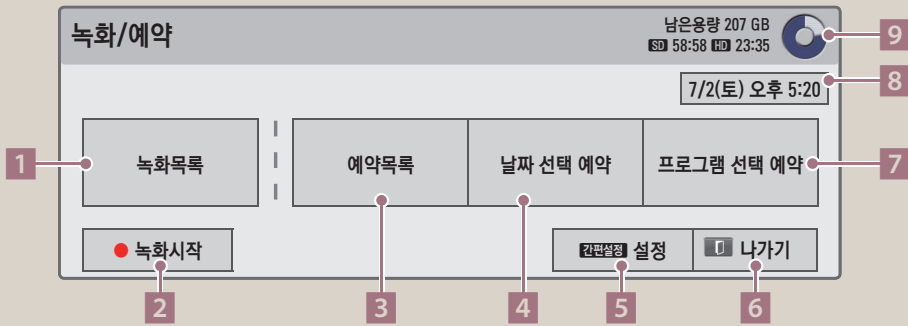 녹화/예약
남은용량 207 GB
SD 58:58 HD 23:35
9
7/2(토) 오후 5:20
8
1
녹화목록
예약목록
날짜 선택 예약
프로그램 선택 예약
7
녹화시작
간편설정 설정
나가기
2
3
4
5
6